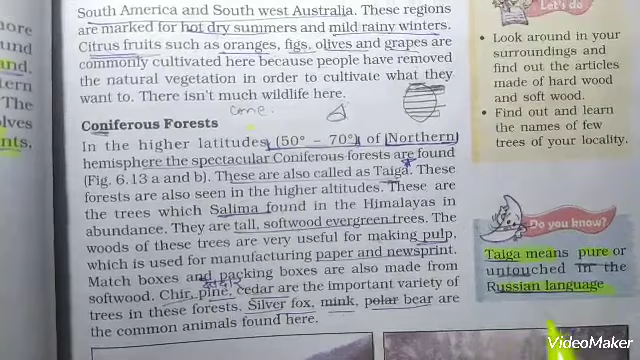 South America and South west Australia. These regions
are marked for hot dry summers and mild rainy winters.
Citrus fruits such as oranges, figs, olives and grapes are
commonly cultivated here because people have removed
the natural vegetation in order to cultivate what they
want to. There isn't much wildlife here.
cone
Coniferous Forests
In the higher latitudes (50° – 70°) of Northern
hemisphere the spectacular Coniferous forests are found
(Fig. 6.13 a and b). These are also called as Taiga. These
forests are also seen in the higher altitudes. These are
the trees which Salima found in the Himalayas in
abundance. They are tall, softwood evergreen trees. The
woods of these trees are very useful for making pulp,
which is used for manufacturing paper and newsprint.
Match boxes and packing boxes are also made from
softwood. Chir, pine, cedar are the important variety of
trees in these forests. Silver fox, mink, polar bear are
the common animals found here.
more
und
and.
tern
The
olves
nts,
Let's do
• Look around in your
surroundings and
find out the articles
made of hard wood
and soft wood.
• Find out and learn
the names of few
trees of your locality.
Do you know?
Taiga means pure or
untouched in the
Russian language
VideoMaker